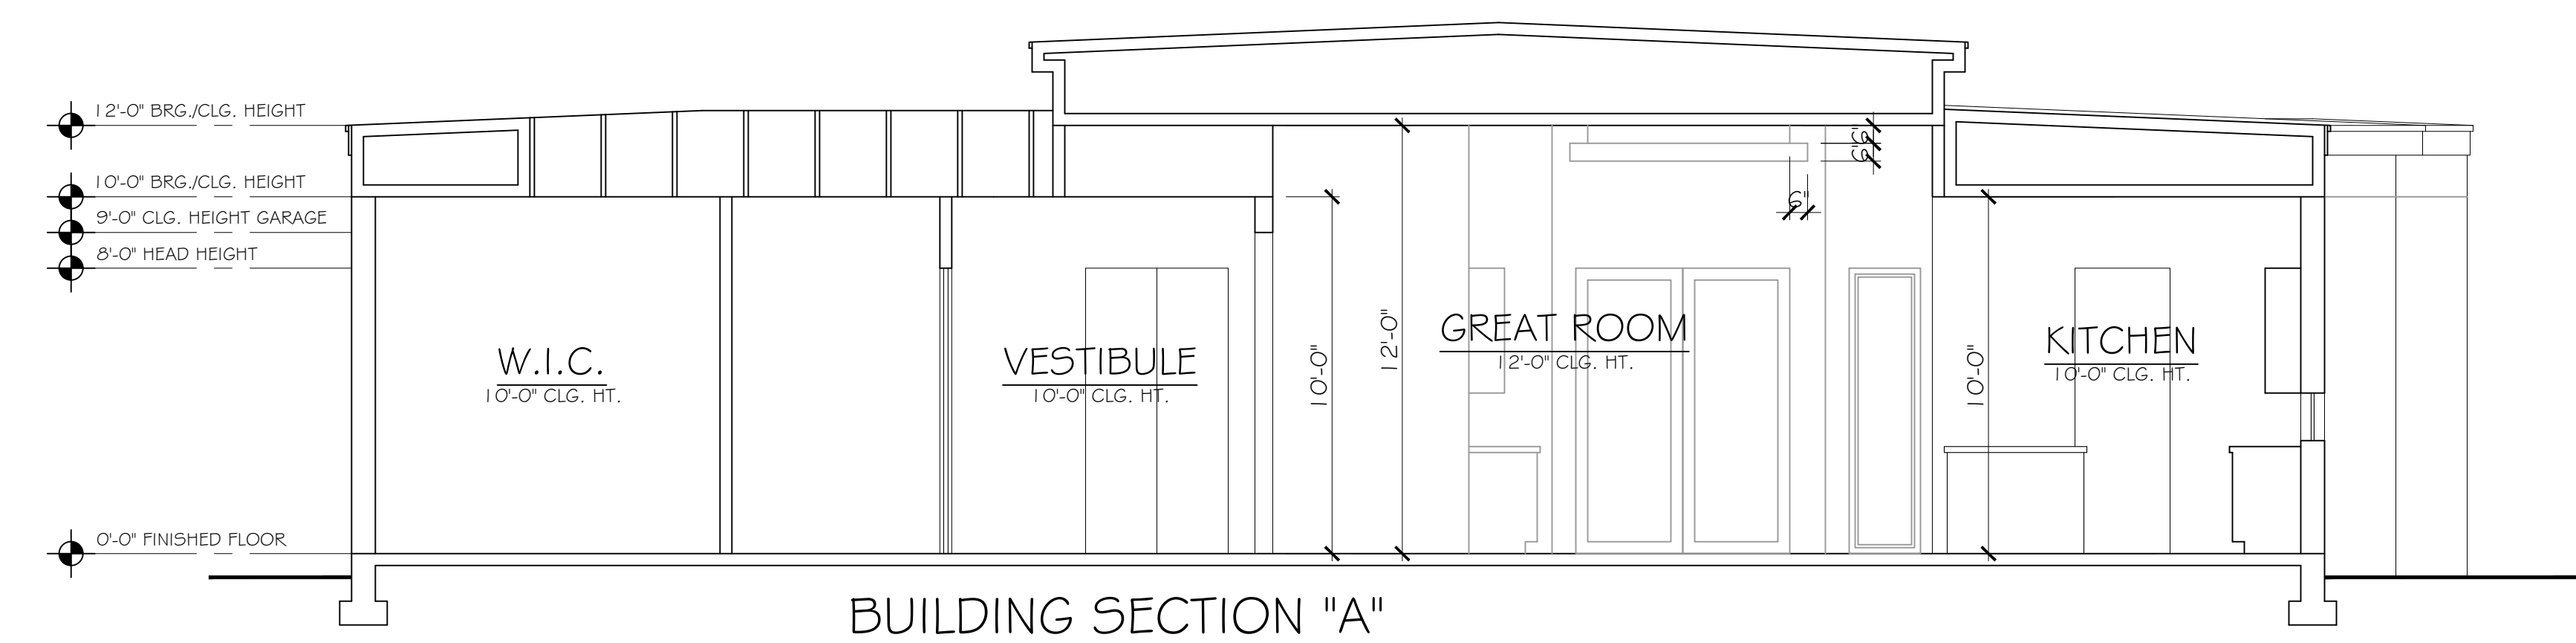 12'-0" BRG./CLG. HEIGHT
10'-0" BRG./CLG. HEIGHT
9'-0" CLG. HEIGHT GARAGE
8'-0" HEAD HEIGHT
0'-0" FINISHED FLOOR
W.I.C.
10'-0" CLG. HT.
VESTIBULE
10'-0" CLG. HT.
10'-0"
12'-0"
GREAT ROOM
12'-0" CLG. HT.
6"
6"
6"
10'-0"
KITCHEN
10'-0" CLG. HT.
BUILDING SECTION "A"